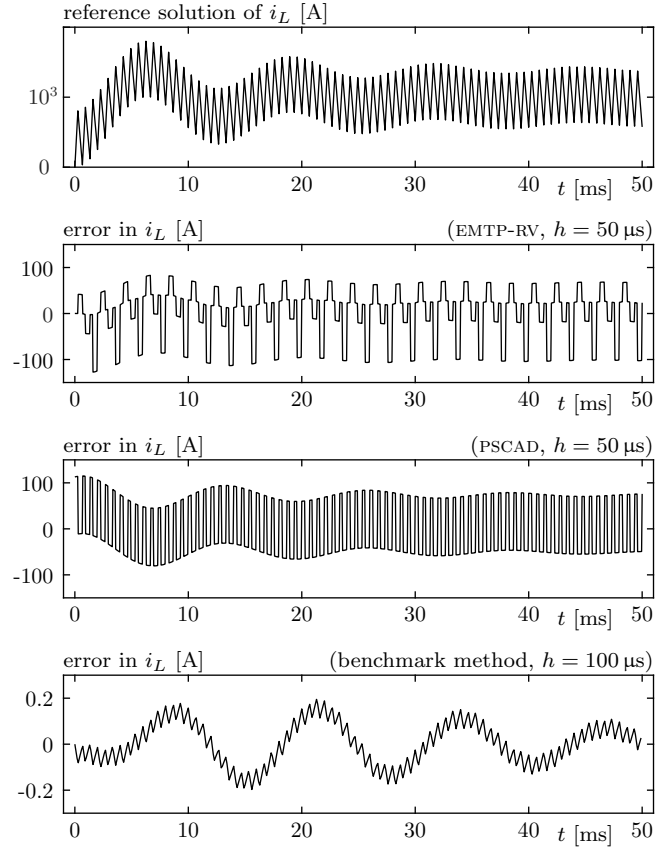 reference solution of i_L [A]
10³
0
0 10 20 30 40 t [ms] 50
error in i_L [A] (EMTP-RV, h = 50 µs)
100
0
-100
0 10 20 30 40 t [ms] 50
error in i_L [A] (PSCAD, h = 50 µs)
100
0
-100
0 10 20 30 40 t [ms] 50
error in i_L [A] (benchmark method, h = 100 µs)
0.2
0
-0.2
0 10 20 30 40 t [ms] 50